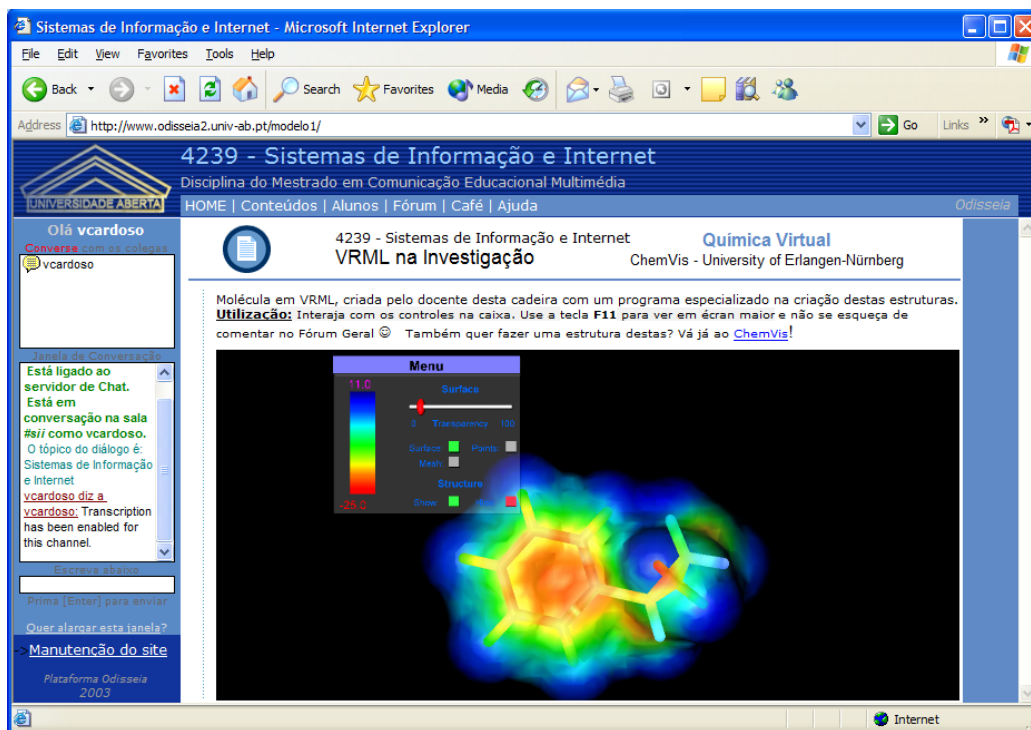 Sistemas de Informação e Internet - Microsoft Internet Explorer
File Edit View Favorites Tools Help
Back Search Favorites Media
Address http://www.odisseia2.univ-ab.pt/modelo1/ Go Links »
UNIVERSIDADE ABERTA
4239 - Sistemas de Informação e Internet
Disciplina do Mestrado em Comunicação Educacional Multimédia
HOME | Conteúdos | Alunos | Fórum | Café | Ajuda
Odisseia
Olá vcardoso
Converse com os colegas
vcardoso
Janela de Conversação
Está ligado ao
servidor de Chat.
Está em
conversação na sala
#sii como vcardoso.
O tópico do diálogo é:
Sistemas de Informação
e Internet
vcardoso diz a
vcardoso: Transcription
has been enabled for
this channel.
Escreva abaixo
Prima [Enter] para enviar
Quer alargar esta janela?
->Manutenção do site
Plataforma Odisseia
2003
4239 - Sistemas de Informação e Internet
VRML na Investigação
Química Virtual
ChemVis - University of Erlangen-Nürnberg
Molécula em VRML, criada pelo docente desta cadeira com um programa especializado na criação destas estruturas.
Utilização: Interaja com os controles na caixa. Use a tecla F11 para ver em écran maior e não se esqueça de
comentar no Fórum Geral ☺ Também quer fazer uma estrutura destas? Vá já ao ChemVis!
Menu
11.0
Surface
0 Transparency 100
Surface: Points:
Mesh:
Structure
-25.0
Show:
Internet